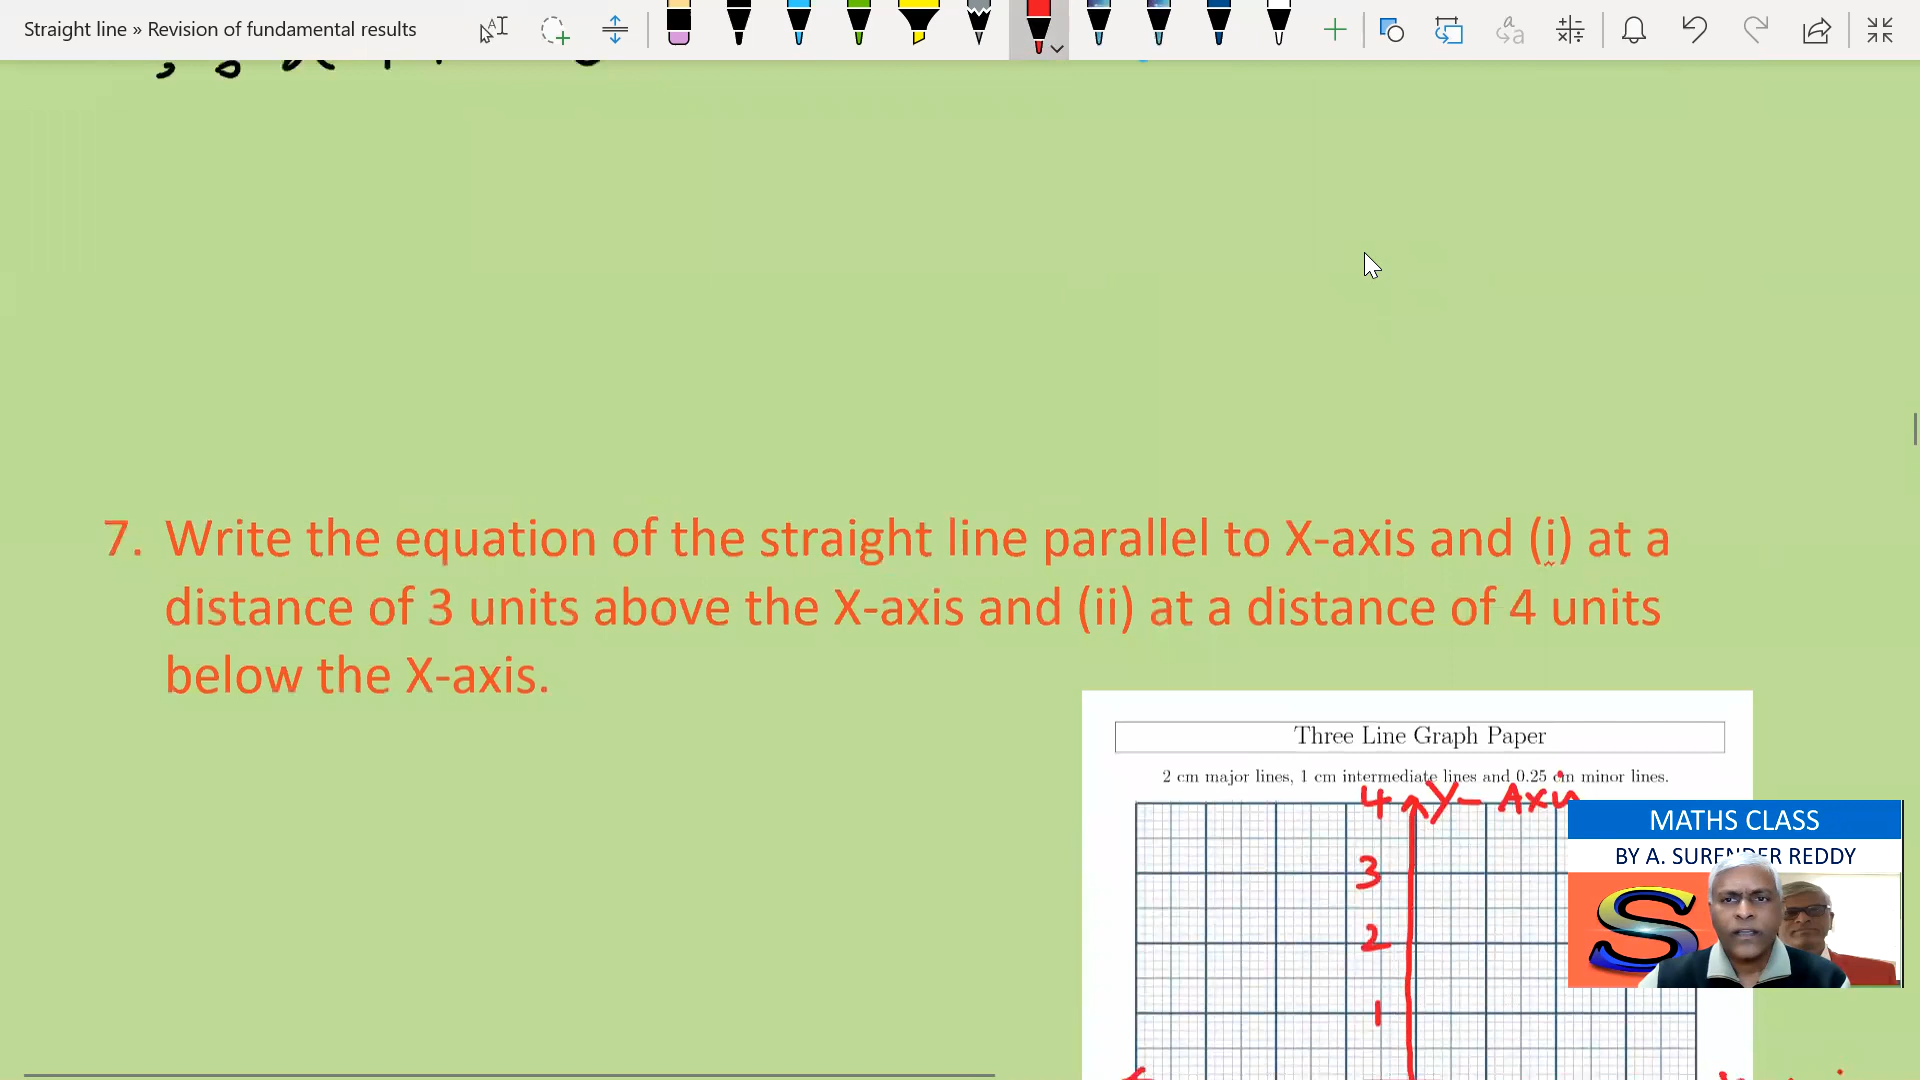 Straight line » Revision of fundamental results
7. Write the equation of the straight line parallel to X-axis and (i) at a
distance of 3 units above the X-axis and (ii) at a distance of 4 units
below the X-axis.
Three Line Graph Paper
2 cm major lines, 1 cm intermediate lines and 0.25 cm minor lines.
4 Y- Axis
3
2
1
MATHS CLASS
BY A. SURENDER REDDY
S